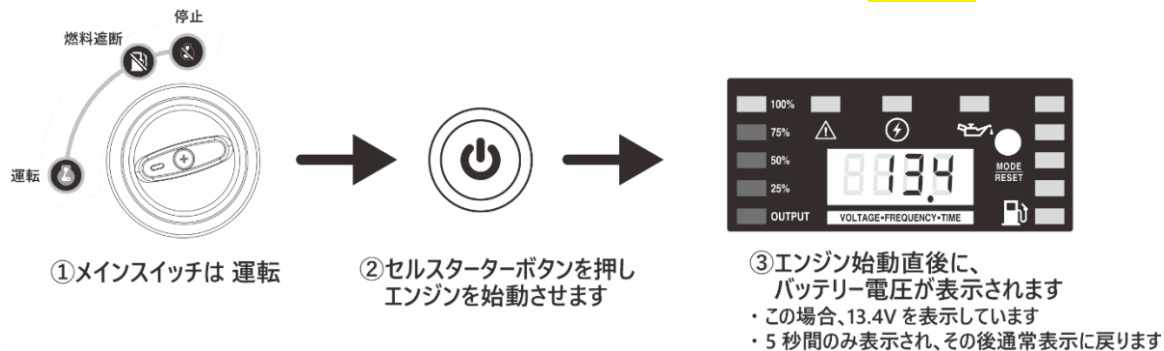 停止
燃料遮断
運転
100%
75%
50%
25%
OUTPUT
13.4
MODE
RESET
VOLTAGE•FREQUENCY•TIME
①メインスイッチは 運転
②セルスターターボタンを押し
エンジンを始動させます
③エンジン始動直後に、
バッテリー電圧が表示されます
・この場合、13.4V を表示しています
・5 秒間のみ表示され、その後通常表示に戻ります